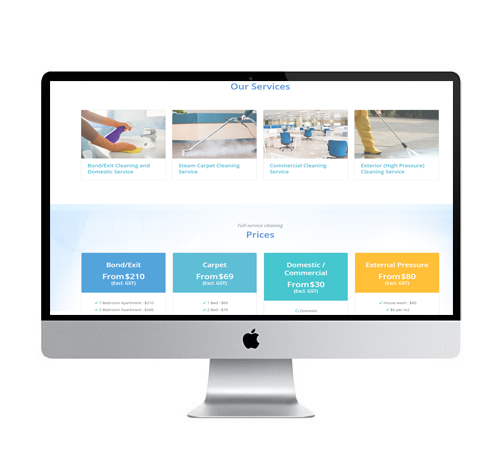 Our Services
Bond/Exit Cleaning and
Domestic Service
Steam Carpet Cleaning
Service
Commercial Cleaning
Service
Exterior (High Pressure)
Cleaning Service
Full-service cleaning
Prices
Bond/Exit
From $210
(Excl. GST)
✓ 1 Bedroom Apartment : $210
✓ 2 Bedroom Apartment : $260
Carpet
From $69
(Excl. GST)
✓ 1 Bed : $69
✓ 2 Bed : $79
Domestic /
Commercial
From $30
(Excl. GST)
Domestic
External Pressure
From $80
(Excl. GST)
✓ House wash : $80
✓ $8 per m2